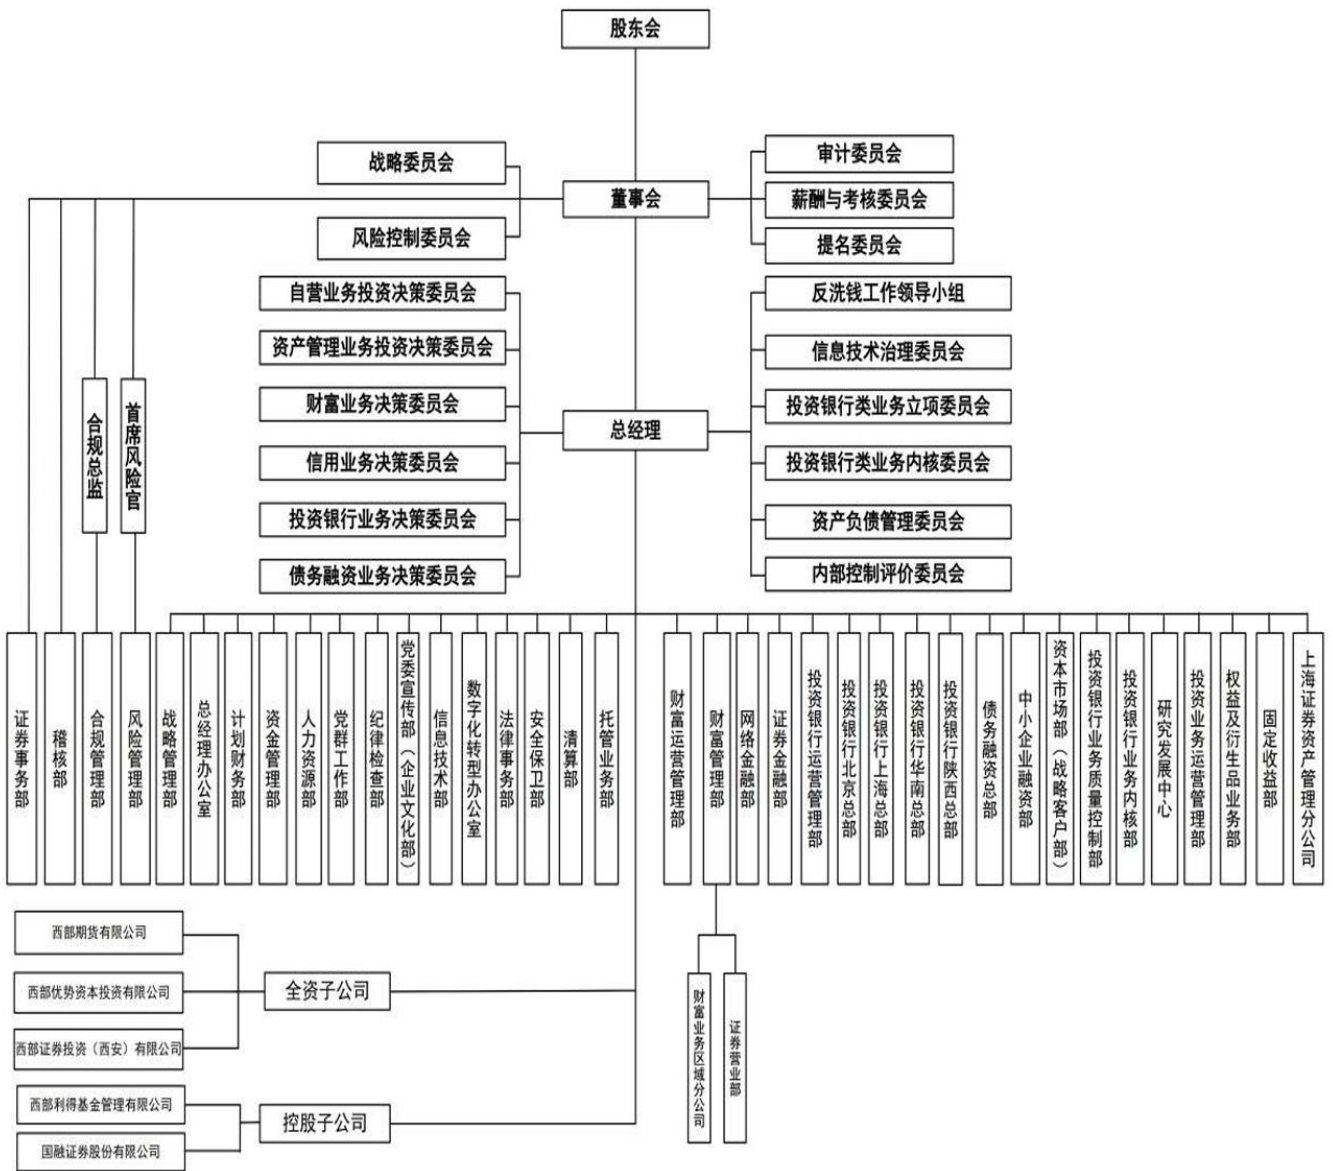 股东会
战略委员会
审计委员会
董事会
薪酬与考核委员会
风险控制委员会
提名委员会
自营业务投资决策委员会
反洗钱工作领导小组
资产管理业务投资决策委员会
信息技术治理委员会
财富业务决策委员会
投资银行类业务立项委员会
总经理
信用业务决策委员会
投资银行类业务内核委员会
投资银行业务决策委员会
资产负债管理委员会
债务融资业务决策委员会
内部控制评价委员会
合规总监
首席风险官
证券事务部
稽核部
合规管理部
风险管理部
战略管理部
总经理办公室
计划财务部
资金管理部
人力资源部
党群工作部
纪律检查部
党委宣传部（企业文化部）
信息技术部
数字化转型办公室
法律事务部
安全保卫部
清算部
托管业务部
财富运营管理部
财富管理部
网络金融部
证券金融部
投资银行运营管理部
投资银行北京总部
投资银行上海总部
投资银行华南总部
投资银行陕西总部
债务融资总部
中小企业融资部
资本市场部（战略客户部）
投资银行业务质量控制部
投资银行业务内核部
研究发展中心
投资业务运营管理部
权益及衍生品业务部
固定收益部
上海证券资产管理分公司
西部期货有限公司
西部优势资本投资有限公司
全资子公司
西部证券投资（西安）有限公司
财富业务区域分公司
证券营业部
西部利得基金管理有限公司
控股子公司
国融证券股份有限公司